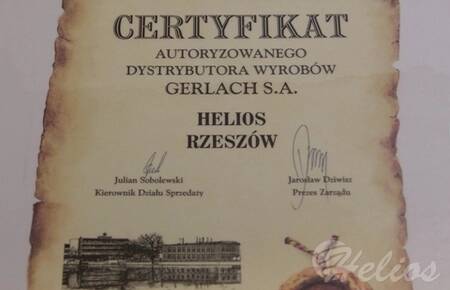 CERTYFIKAT
AUTORYZOWANEGO
DYSTRYBUTORA WYROBÓW
GERLACH S.A.
HELIOS
RZESZÓW
Julian Sobolewski
Kierownik Działu Sprzedaży
Jarosław Dziwisz
Prezes Zarządu
Helios